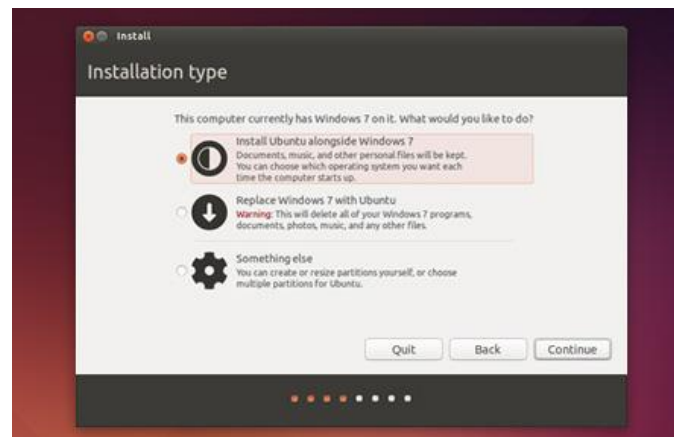 Install
Installation type
This computer currently has Windows 7 on it. What would you like to do?
Install Ubuntu alongside Windows 7
Documents, music, and other personal files will be kept.
You can choose which operating system you want each
time the computer starts up.
Replace Windows 7 with Ubuntu
Warning: This will delete all of your Windows 7 programs,
documents, photos, music, and any other files.
Something else
You can create or resize partitions yourself, or choose
multiple partitions for Ubuntu.
Quit Back Continue